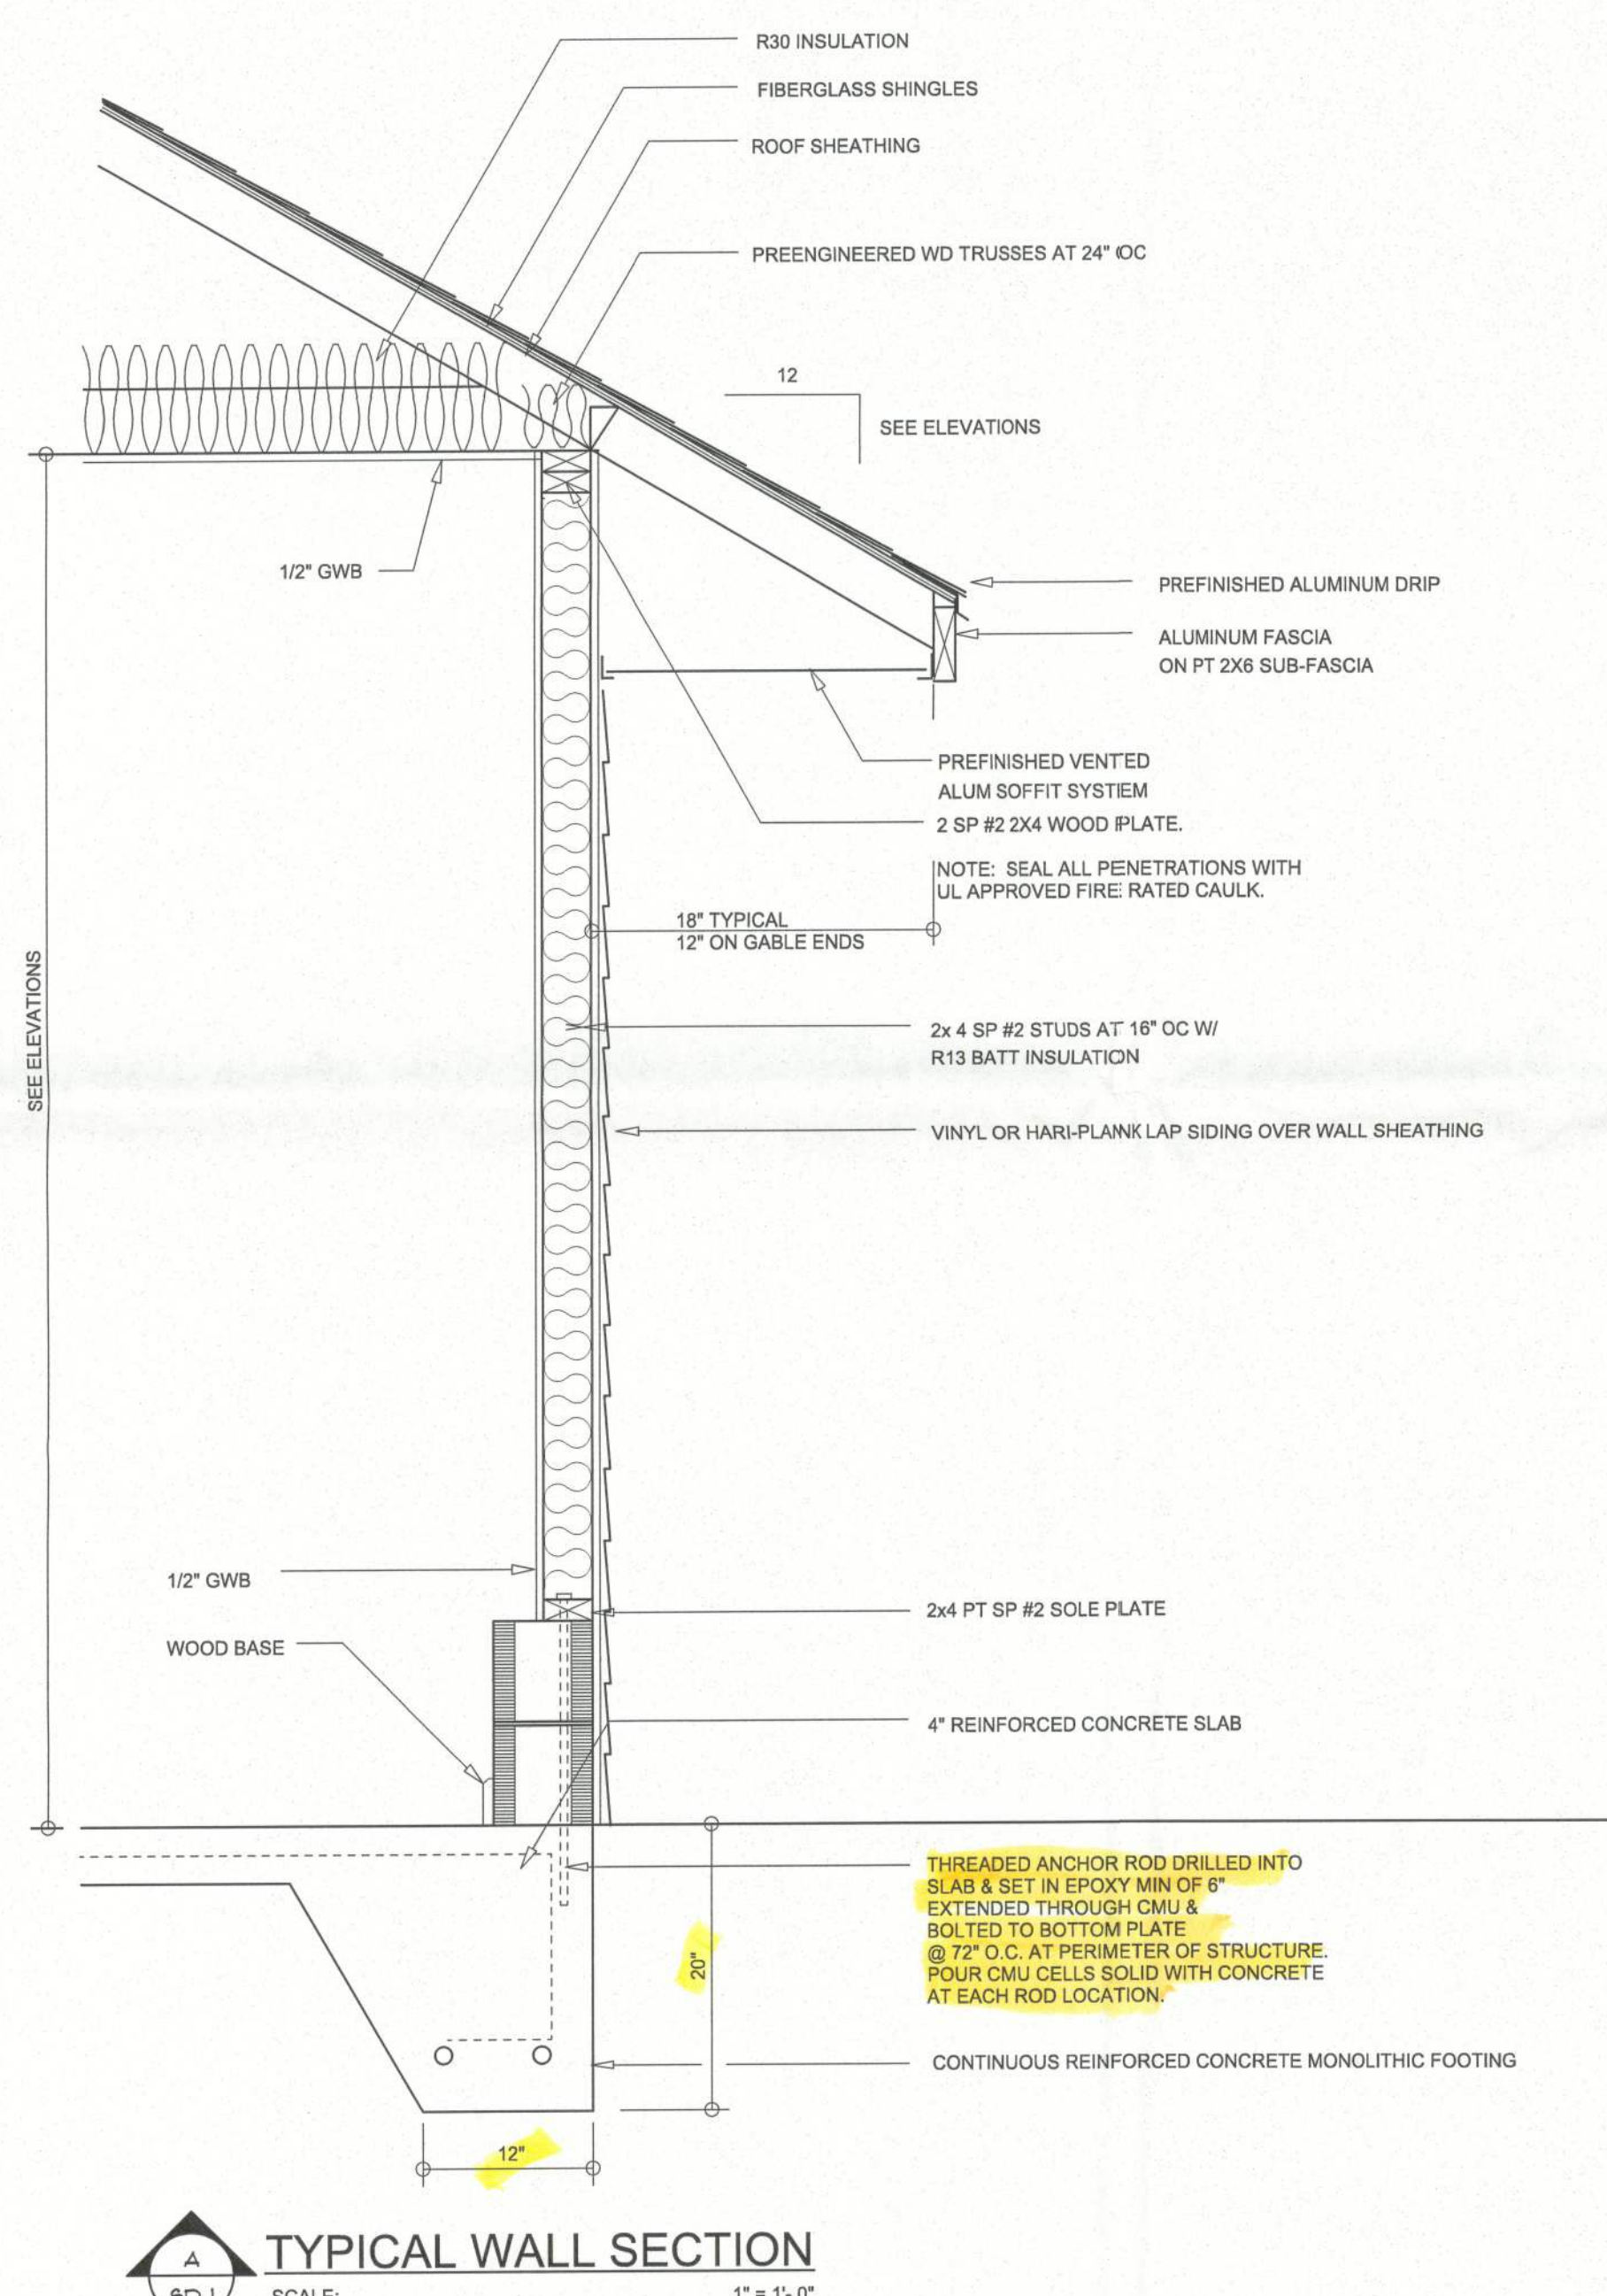 R30 INSULATION
FIBERGLASS SHINGLES
ROOF SHEATHING
PREENGINEERED WD TRUSSES AT 24" OC
12
SEE ELEVATIONS
1/2" GWB
PREFINISHED ALUMINUM DRIP
ALUMINUM FASCIA
ON PT 2X6 SUB-FASCIA
PREFINISHED VENTED
ALUM SOFFIT SYSTEM
2 SP #2 2X4 WOOD PLATE.
NOTE: SEAL ALL PENETRATIONS WITH
UL APPROVED FIRE RATED CAULK.
18" TYPICAL
12" ON GABLE ENDS
SEE ELEVATIONS
2x 4 SP #2 STUDS AT 16" OC W/
R13 BATT INSULATION
VINYL OR HARI-PLANK LAP SIDING OVER WALL SHEATHING
1/2" GWB
2x4 PT SP #2 SOLE PLATE
WOOD BASE
4" REINFORCED CONCRETE SLAB
THREADED ANCHOR ROD DRILLED INTO
SLAB & SET IN EPOXY MIN OF 6"
EXTENDED THROUGH CMU &
BOLTED TO BOTTOM PLATE
@ 72" O.C. AT PERIMETER OF STRUCTURE.
POUR CMU CELLS SOLID WITH CONCRETE
AT EACH ROD LOCATION.
20"
CONTINUOUS REINFORCED CONCRETE MONOLITHIC FOOTING
12"
A
TYPICAL WALL SECTION
SCALE: 1" = 1'- 0"